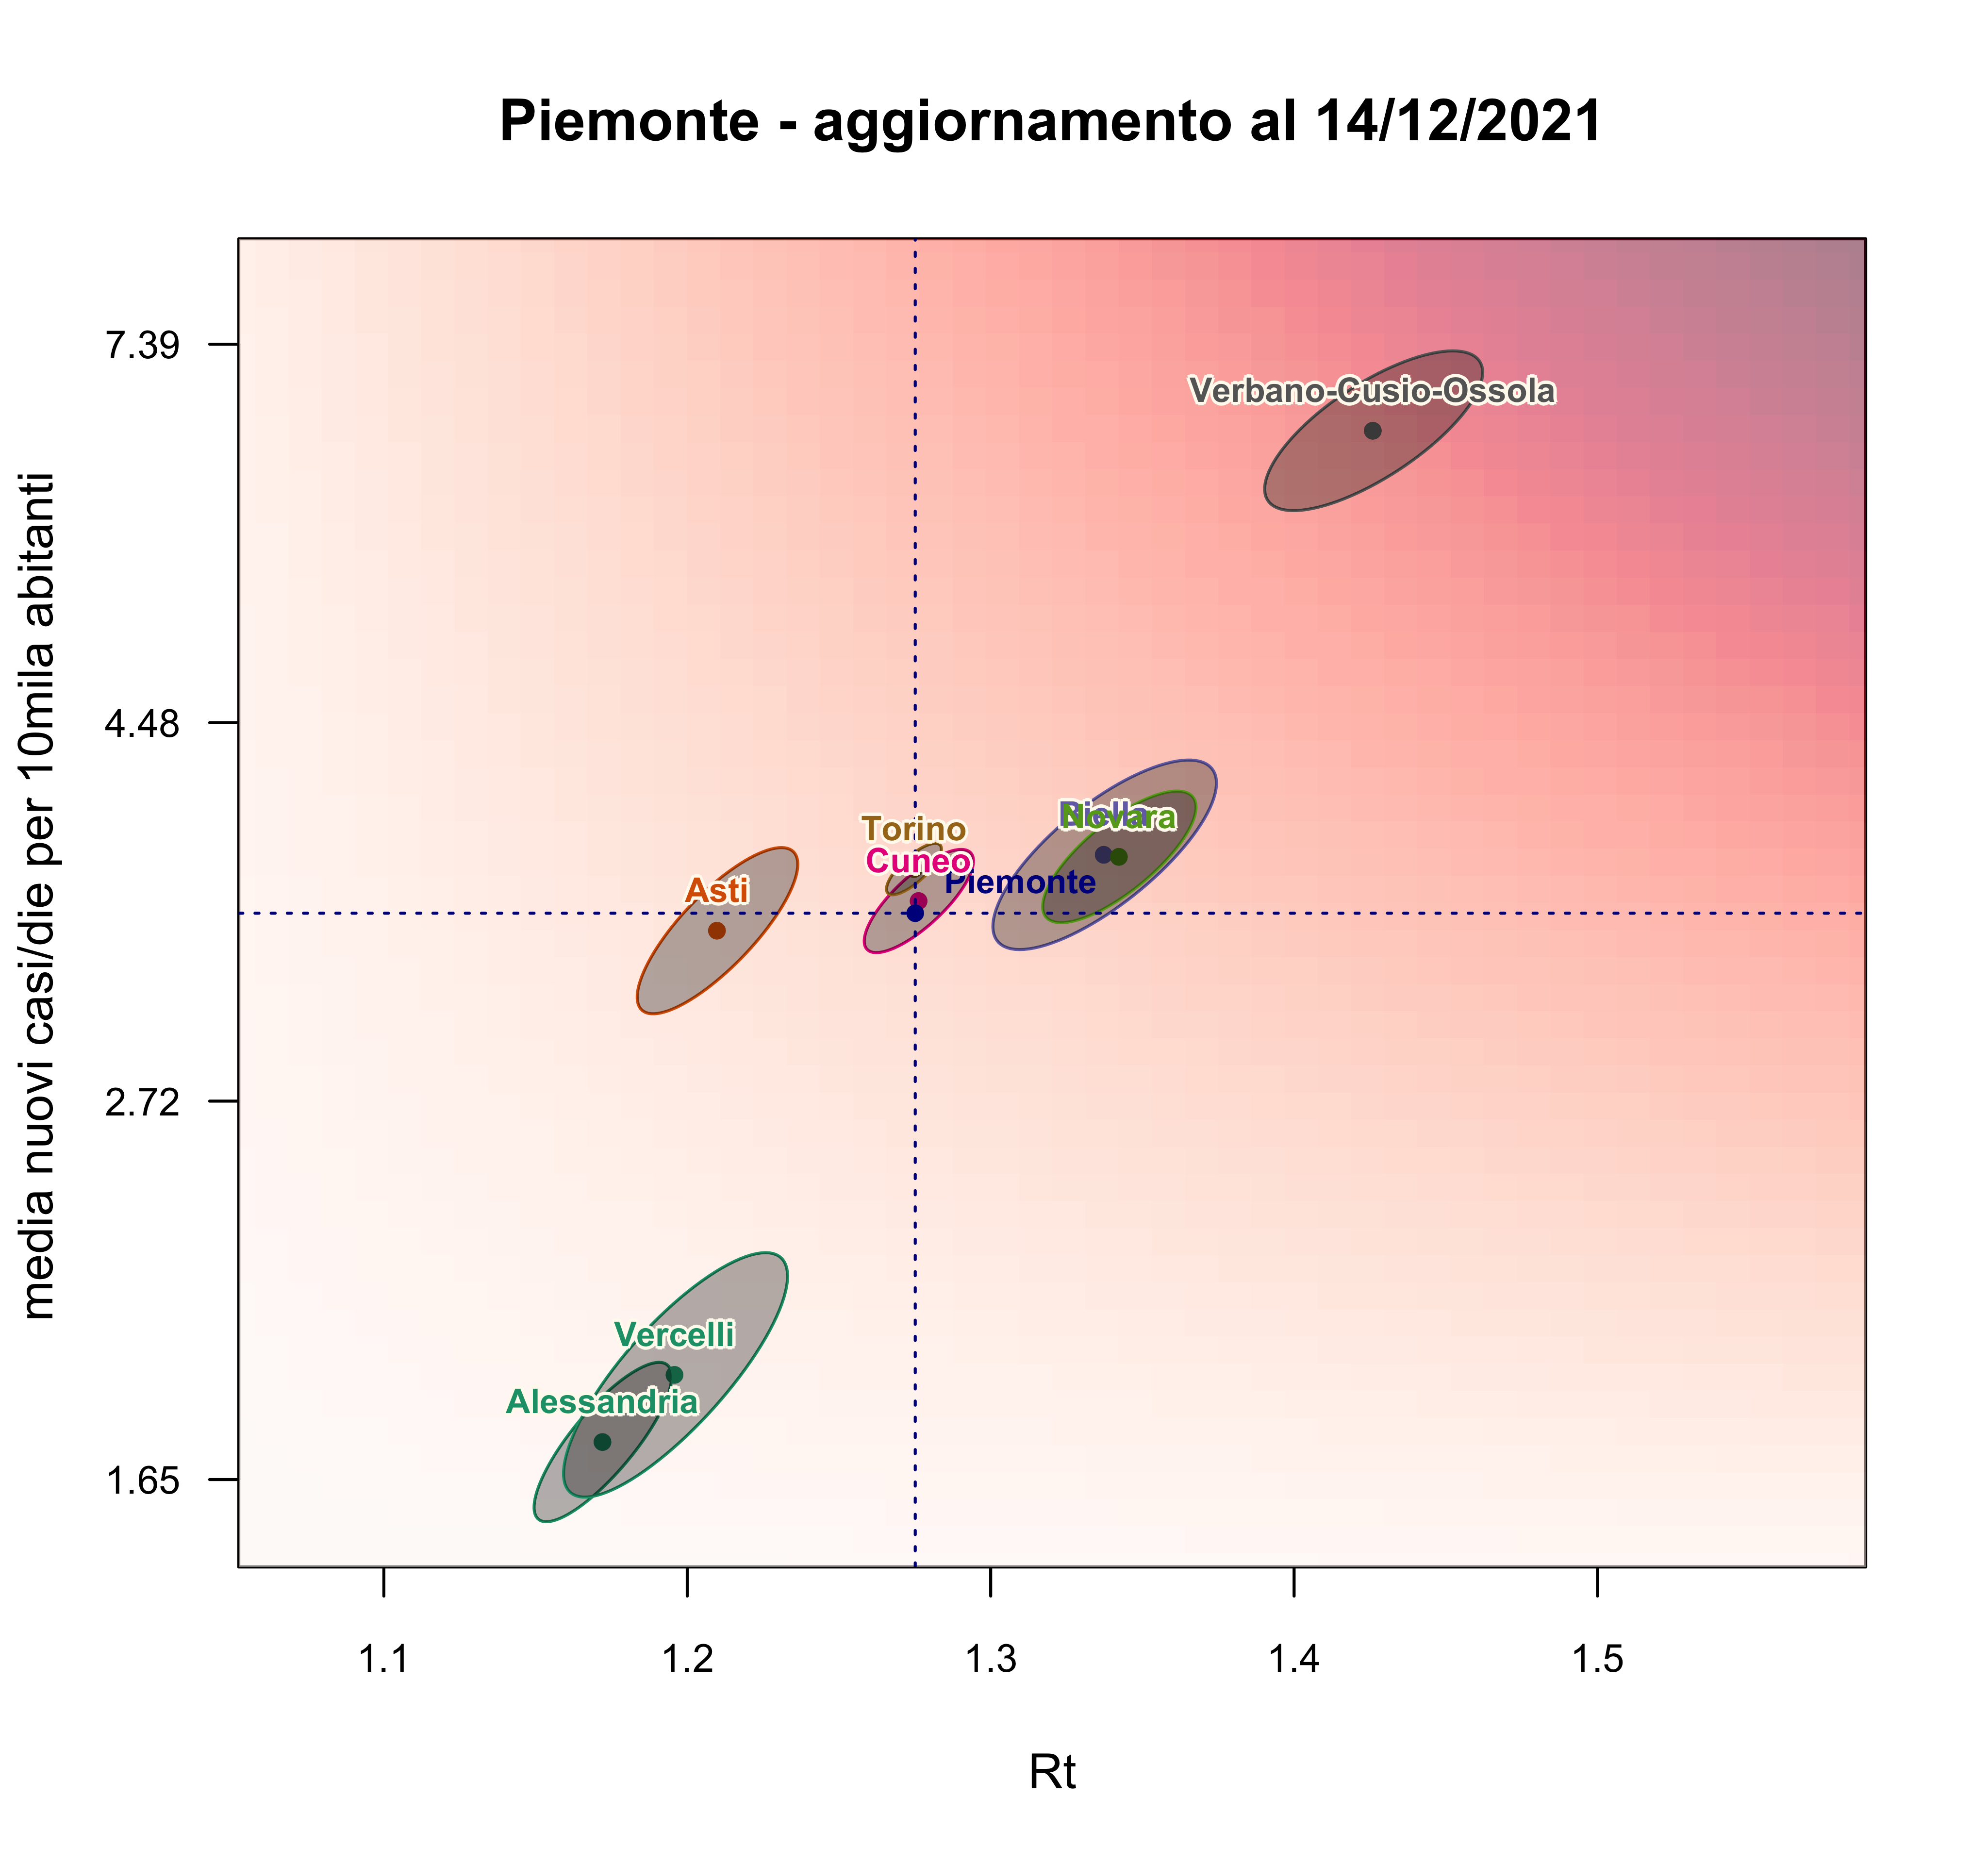 Piemonte - aggiornamento al 14/12/2021
media nuovi casi/die per 10mila abitanti
7.39
4.48
2.72
1.65
Verbano-Cusio-Ossola
Biella
Novara
Torino
Cuneo
Piemonte
Asti
Vercelli
Alessandria
1.1 1.2 1.3 1.4 1.5
Rt